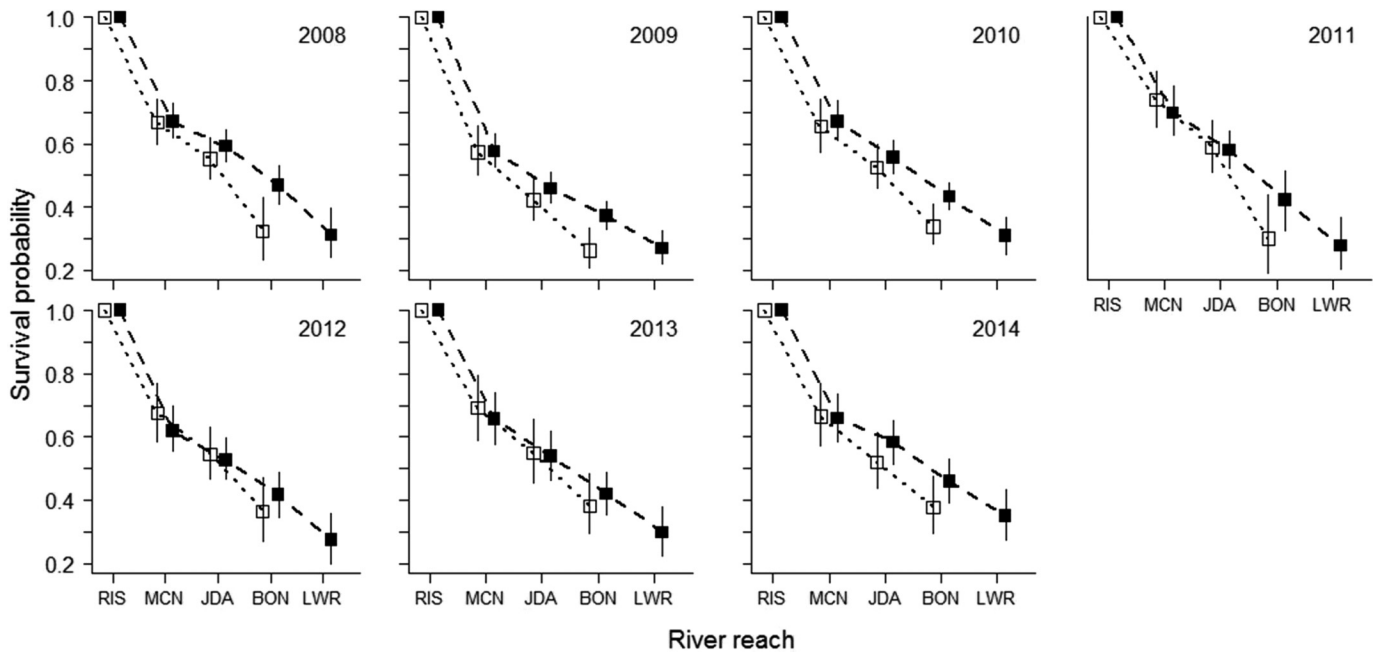 Survival probability
1.0
0.8
0.6
0.4
0.2
2008
2009
2010
2011
RIS MCN JDA BON LWR
1.0
0.8
0.6
0.4
0.2
2012
2013
2014
RIS MCN JDA BON LWR
RIS MCN JDA BON LWR
RIS MCN JDA BON LWR
River reach